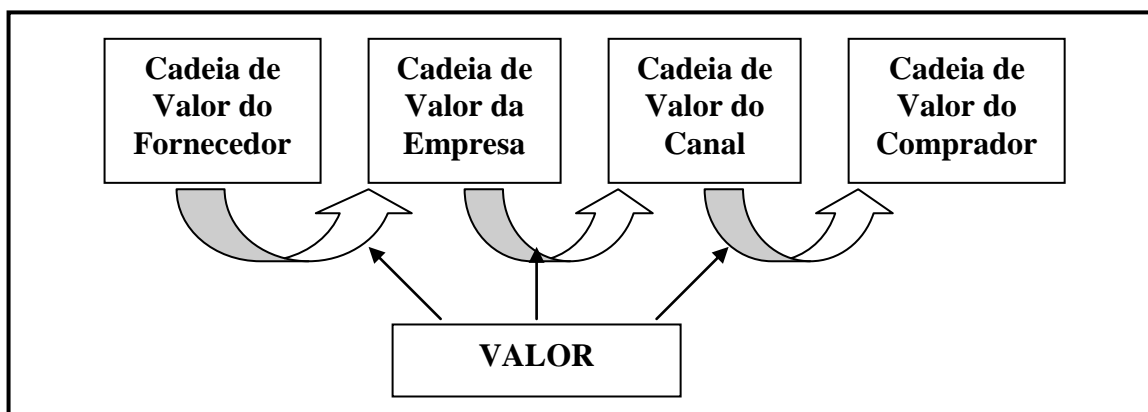 Cadeia de
Valor do
Fornecedor
Cadeia de
Valor da
Empresa
Cadeia de
Valor do
Canal
Cadeia de
Valor do
Comprador
VALOR